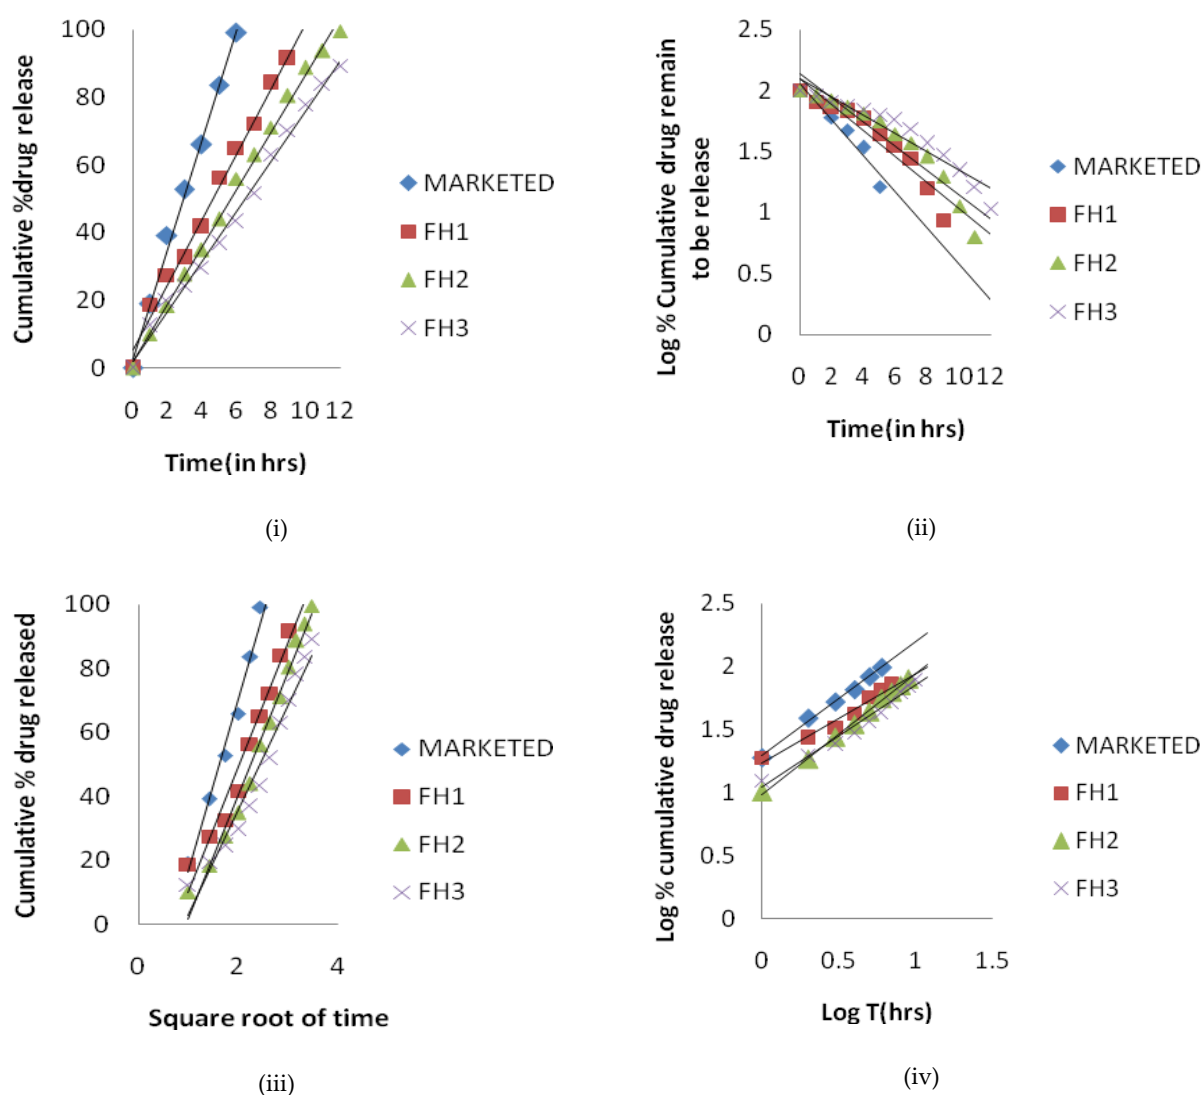 Cumulative %drug release
100
80
60
40
20
0
0 2 4 6 8 10 12
Time(in hrs)
MARKETED
FH1
FH2
FH3
(i)
Log % Cumulative drug remain
to be release
2.5
2
1.5
1
0.5
0
0 2 4 6 8 10 12
Time(in hrs)
MARKETED
FH1
FH2
FH3
(ii)
Cumulative % drug released
100
80
60
40
20
0
0 2 4
Square root of time
MARKETED
FH1
FH2
FH3
(iii)
Log % cumulative drug release
2.5
2
1.5
1
0.5
0
0 0.5 1 1.5
Log T(hrs)
MARKETED
FH1
FH2
FH3
(iv)